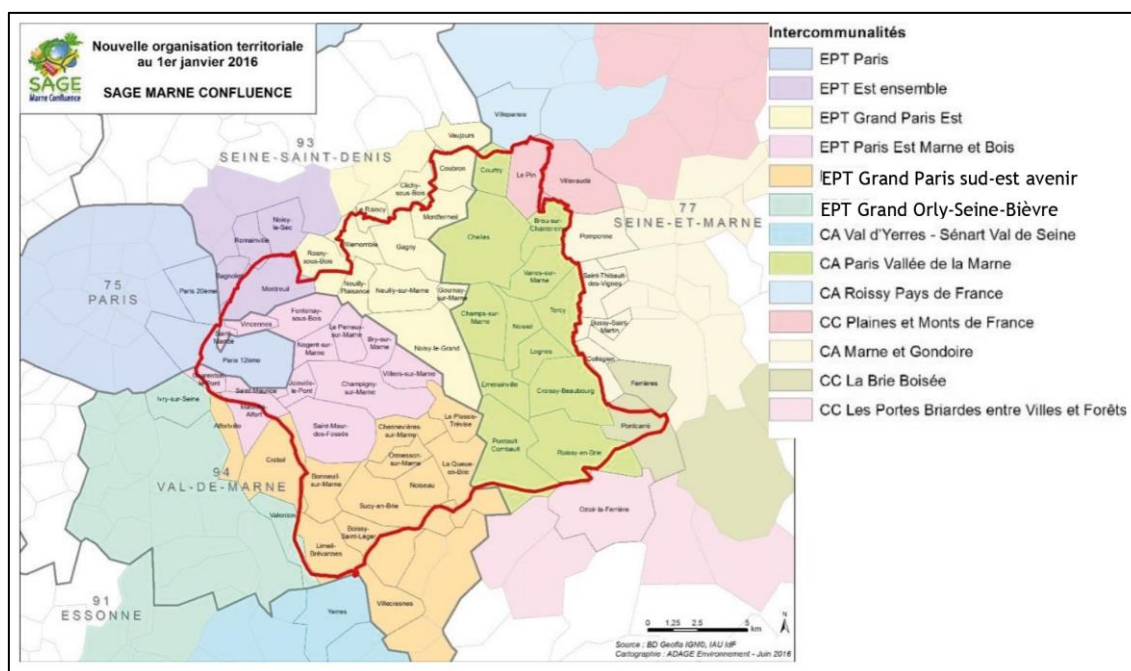 SAGE
Marne Confluence
Nouvelle organisation territoriale
au 1er janvier 2016
SAGE MARNE CONFLUENCE
Intercommunalités
EPT Paris
EPT Est ensemble
EPT Grand Paris Est
EPT Paris Est Marne et Bois
EPT Grand Paris sud-est avenir
EPT Grand Orly-Seine-Bièvre
CA Val d'Yerres - Sénart Val de Seine
CA Paris Vallée de la Marne
CA Roissy Pays de France
CC Plaines et Monts de France
CA Marne et Gondoire
CC La Brie Boisée
CC Les Portes Briardes entre Villes et Forêts
93
SEINE-SAINT-DENIS
77
SEINE-ET-MARNE
75
PARIS
94
VAL-DE-MARNE
91
ESSONNE
Villeparisis
Vaujours
Coubron
Courtry
Le Pin
Villeraudé
Clichy-
sous-Bois
Le Raincy
Montfermeil
Brou-sur-
Chantereine
Noisy-
le-Sec
Romainville
Villemomble
Gagny
Chelles
Pomponne
Rosny-
sous-Bois
Bagnolet
Montreuil
Paris 20ème
Neuilly-
Plaisance
Neuilly-sur-Marne
Gournay-
sur-Marne
Vaires-sur-
Marne
Saint-Thibault-
des-Vignes
Fontenay-
sous-Bois
Vincennes
Le Perreux-
sur-Marne
Champs-sur-
Marne
Torcy
Noisiel
Bussy-Saint-
Martin
Saint-
Mandé
Nogent-sur-
Marne
Bry-sur-
Marne
Noisy-le-Grand
Lognes
Collégien
Paris 12ème
Villiers-sur-Marne
Emerainville
Croissy-Beaubourg
Ferrières
Charenton-
le-Pont
Saint-Maurice
Joinville-
le-Pont
Champigny-
sur-Marne
Ivry-sur-Seine
Maisons-
Alfort
Alfortville
Saint-Maur-
des-Fossés
Chennevières-
sur-Marne
Le Plessis-
Trévise
Pontcarré
Pontault
Combault
Roissy-en-Brie
Créteil
Ormesson-
sur-Marne
La Queue-
en-Brie
Bonneuil-
sur-Marne
Noiseau
Sucy-en-Brie
Ozoir-la-Ferrière
Valenton
Boissy-
Saint-Léger
Limeil-
Brévannes
Villecresnes
Yerres
0 1,25 2,5 5
km
N
Source : BD Geofla IGN©, IAU IdF
Cartographie : ADAGE Environnement - Juin 2016